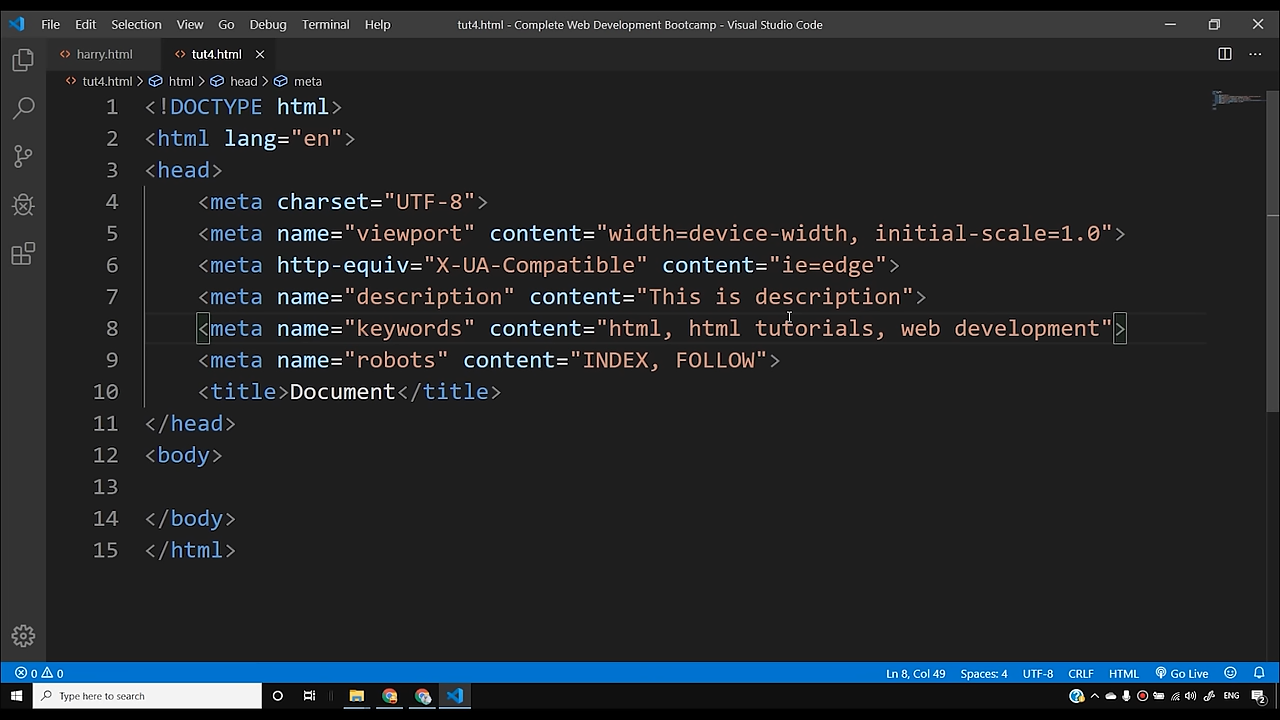 File Edit Selection View Go Debug Terminal Help tut4.html - Complete Web Development Bootcamp - Visual Studio Code
harry.html tut4.html
tut4.html > html > head > meta
1 <!DOCTYPE html>
2 <html lang="en">
3 <head>
4 <meta charset="UTF-8">
5 <meta name="viewport" content="width=device-width, initial-scale=1.0">
6 <meta http-equiv="X-UA-Compatible" content="ie=edge">
7 <meta name="description" content="This is description">
8 <meta name="keywords" content="html, html tutorials, web development">
9 <meta name="robots" content="INDEX, FOLLOW">
10 <title>Document</title>
11 </head>
12 <body>
13
14 </body>
15 </html>
0 0 Ln 8, Col 49 Spaces: 4 UTF-8 CRLF HTML Go Live
Type here to search ENG 2